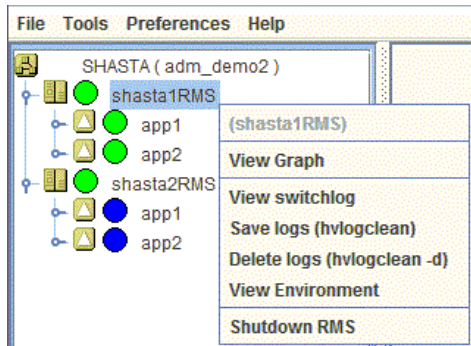 File Tools Preferences Help
SHASTA ( adm_demo2 )
shasta1RMS
app1
app2
shasta2RMS
app1
app2
(shasta1RMS)
View Graph
View switchlog
Save logs (hvlogclean)
Delete logs (hvlogclean -d)
View Environment
Shutdown RMS